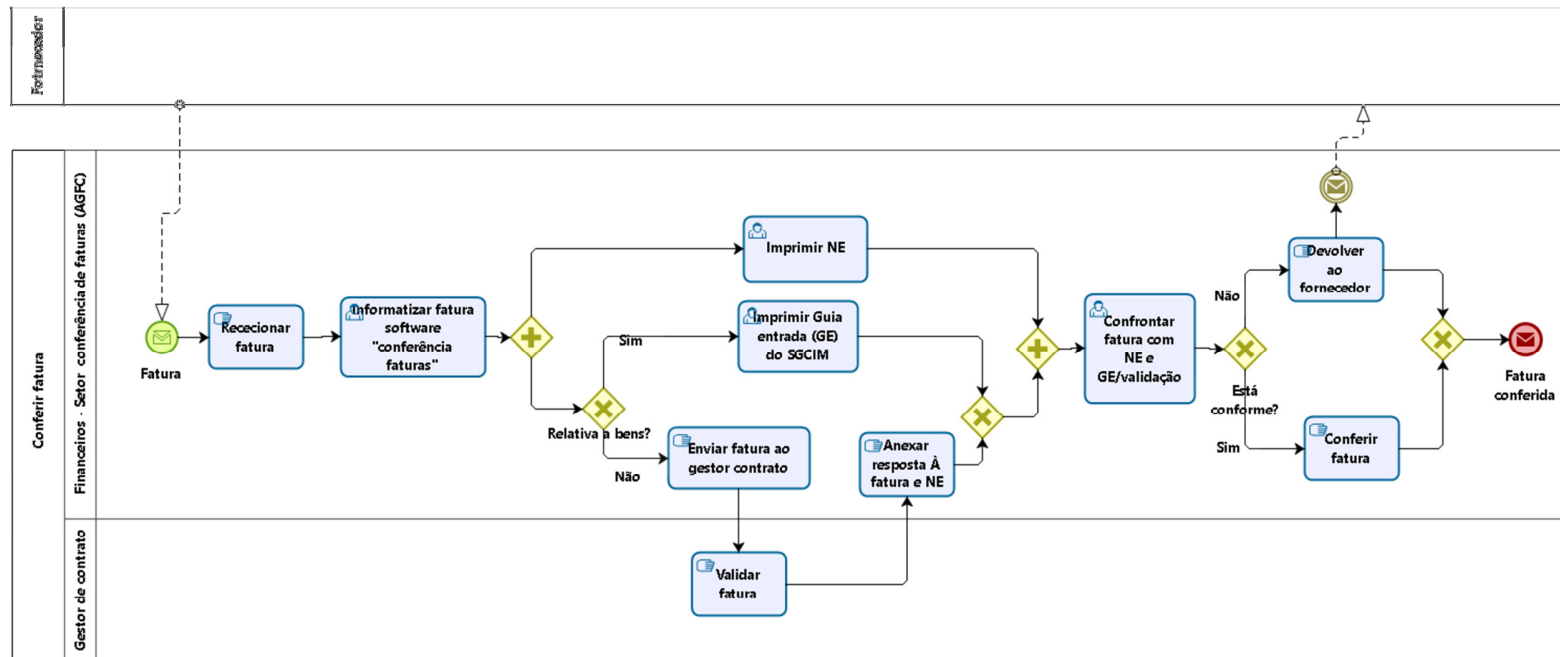 Fornecedor
Conferir fatura
Financeiros - Setor conferência de faturas (AGFC)
Gestor de contrato
Fatura
Rececionar
fatura
Informatizar fatura
software
"conferência
faturas"
Imprimir NE
Relativa a bens?
Sim
Não
Imprimir Guia
entrada (GE)
do SGCIM
Enviar fatura ao
gestor contrato
Validar
fatura
Anexar
resposta À
fatura e NE
Confrontar
fatura com
NE e
GE/validação
Está
conforme?
Não
Sim
Devolver
ao
fornecedor
Conferir
fatura
Fatura
conferida